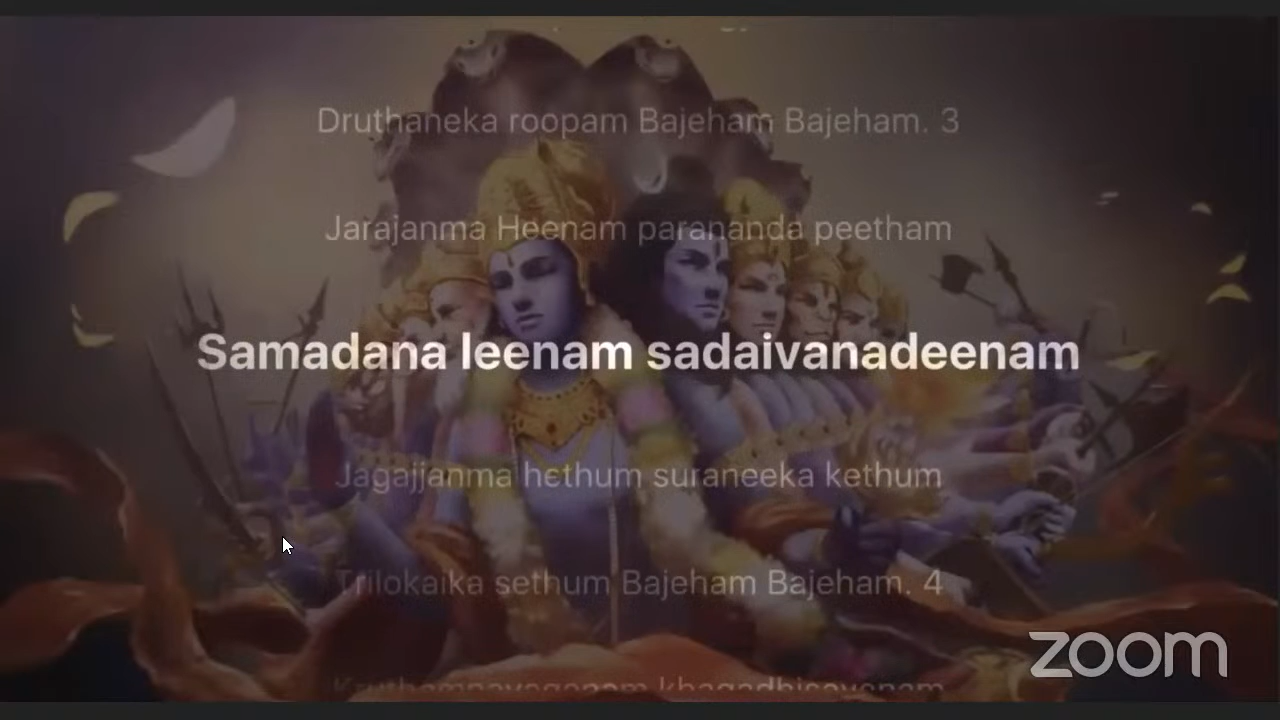 Druthaneka roopam Bajeham Bajeham. 3
Jarajanma Heenam parananda peetham
Samadana leenam sadaivanadeenam
Jagajjanma hethum suraneeka kethum
Trilokaika sethum Bajeham Bajeham. 4
zoom